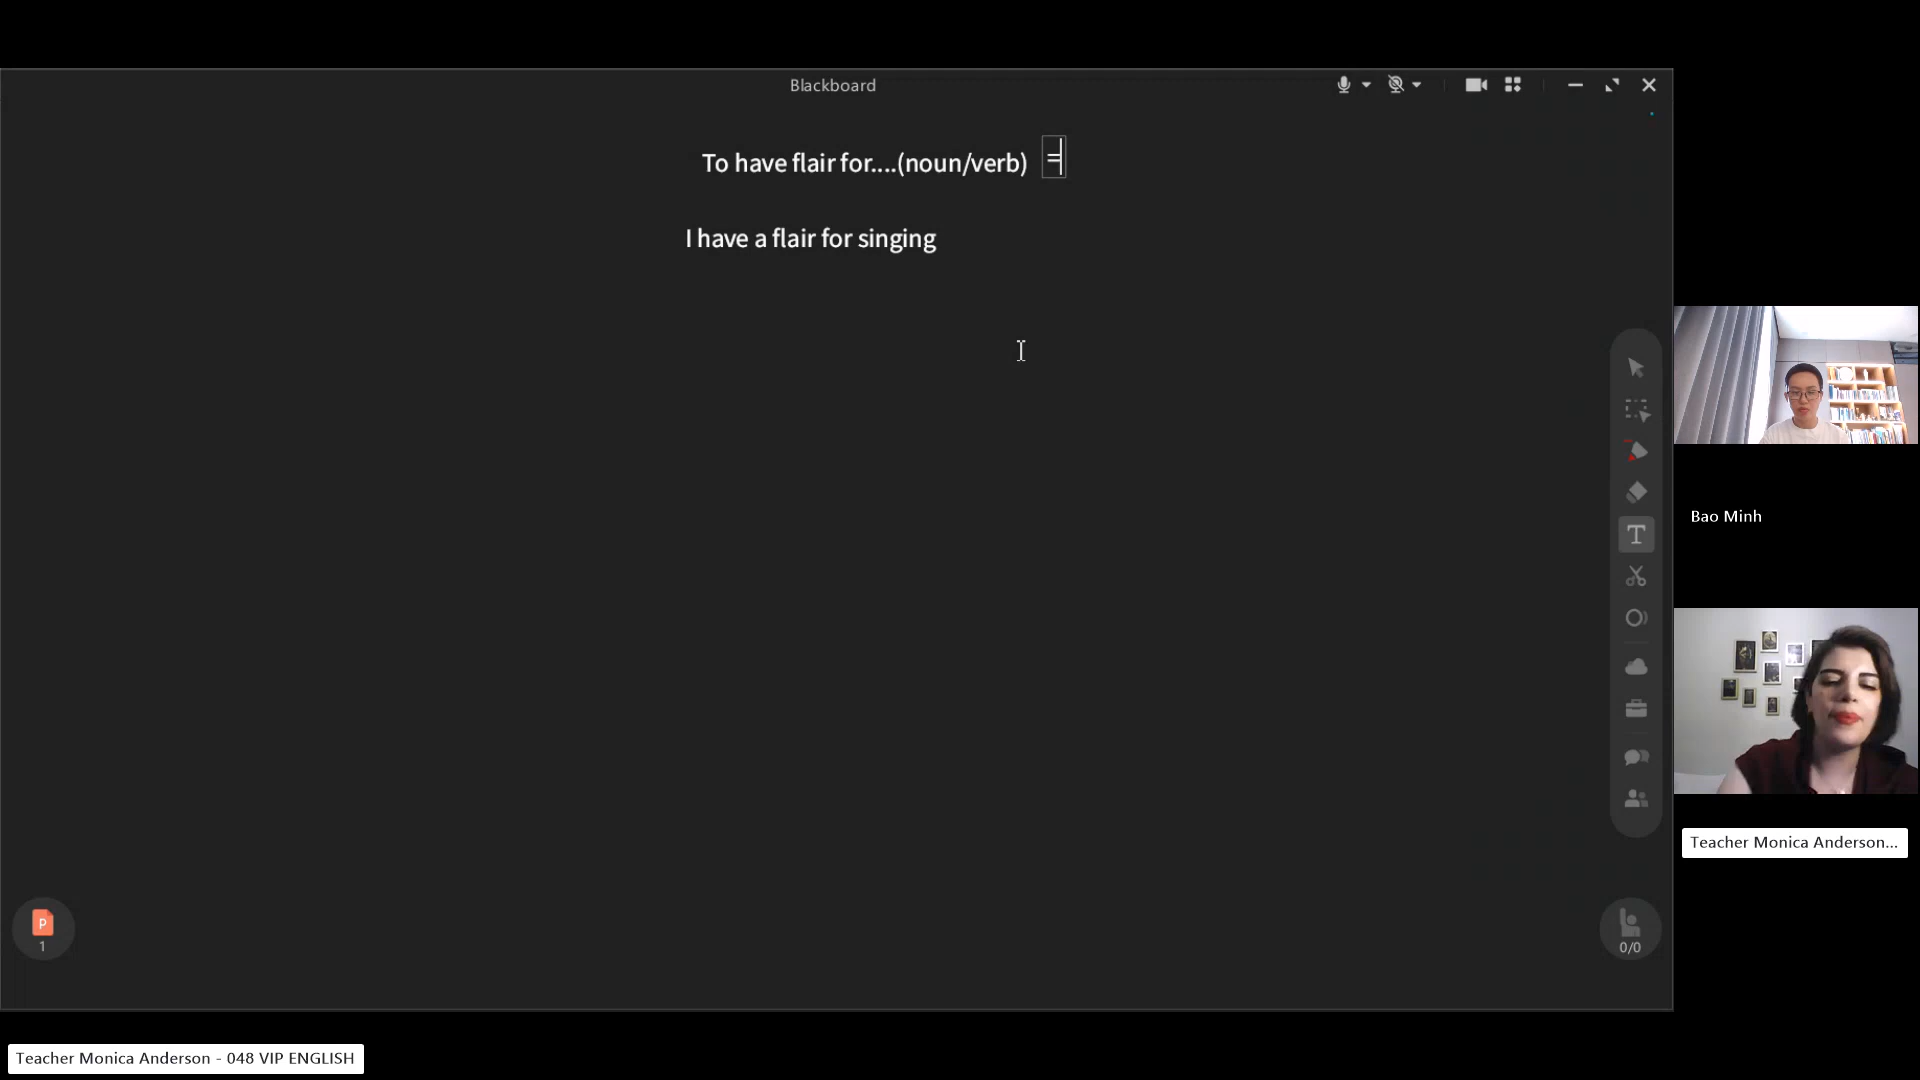 Blackboard
To have flair for....(noun/verb) =
I have a flair for singing
T
Bao Minh
Teacher Monica Anderson...
P
1
0/0
Teacher Monica Anderson - 048 VIP ENGLISH